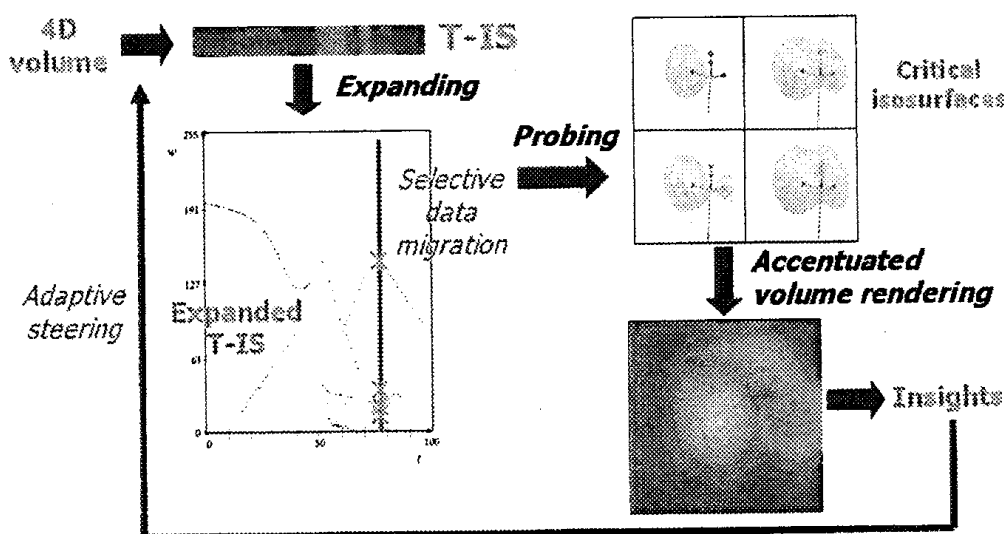 4D
volume
T-IS
Expanding
Critical
isosurfaces
Probing
Selective
data
migration
255
w
191
127
63
0
0
50
100
t
Expanded
T-IS
Adaptive
steering
Accentuated
volume rendering
Insights